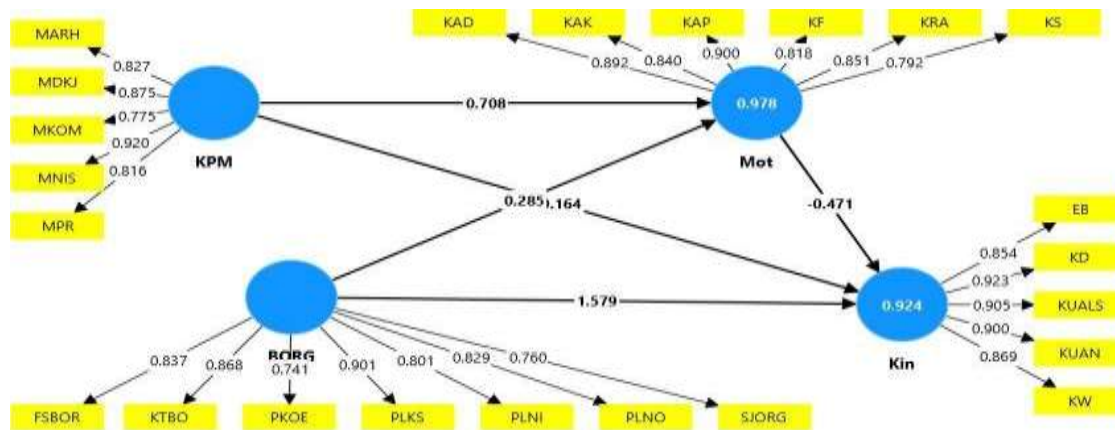 KAD KAK KAP KF KRA KS
MARH
0.827
0.892 0.840 0.900 0.818 0.851 0.792
MDKJ
0.875
0.775
MKOM
0.920
0.978
0.708
KPM
Mot
MNIS
0.816
MPR
0.285 0.164
-0.471
EB
0.854
KD
0.923
1.579
0.924
0.905
KUALS
0.900
KUAN
BORG
Kin
0.869
0.837 0.868 0.741 0.901 0.801 0.829 0.760
KW
FSBOR KTBO PKOE PLKS PLNI PLNO SJORG